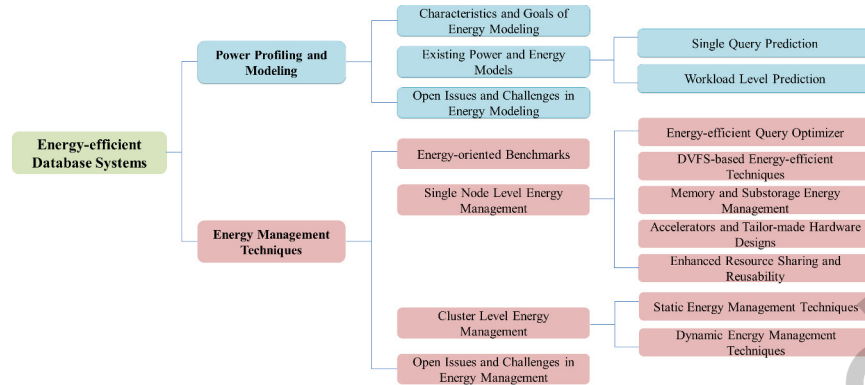 Energy-efficient
Database Systems
Power Profiling and
Modeling
Characteristics and Goals of
Energy Modeling
Existing Power and Energy
Models
Single Query Prediction
Workload Level Prediction
Open Issues and Challenges in
Energy Modeling
Energy Management
Techniques
Energy-oriented Benchmarks
Single Node Level Energy
Management
Energy-efficient Query Optimizer
DVFS-based Energy-efficient
Techniques
Memory and Substorage Energy
Management
Accelerators and Tailor-made Hardware
Designs
Enhanced Resource Sharing and
Reusability
Cluster Level Energy
Management
Static Energy Management Techniques
Dynamic Energy Management
Techniques
Open Issues and Challenges in
Energy Management